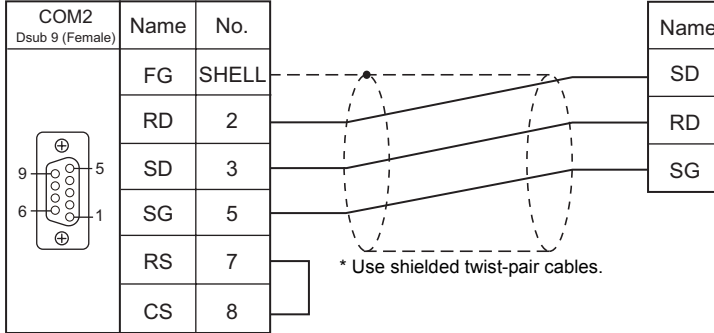 COM2
Dsub 9 (Female)
Name No.
Name
FG SHELL
SD
RD 2
RD
SD 3
SG
SG 5
RS 7
CS 8
9 5
6 1
* Use shielded twist-pair cables.